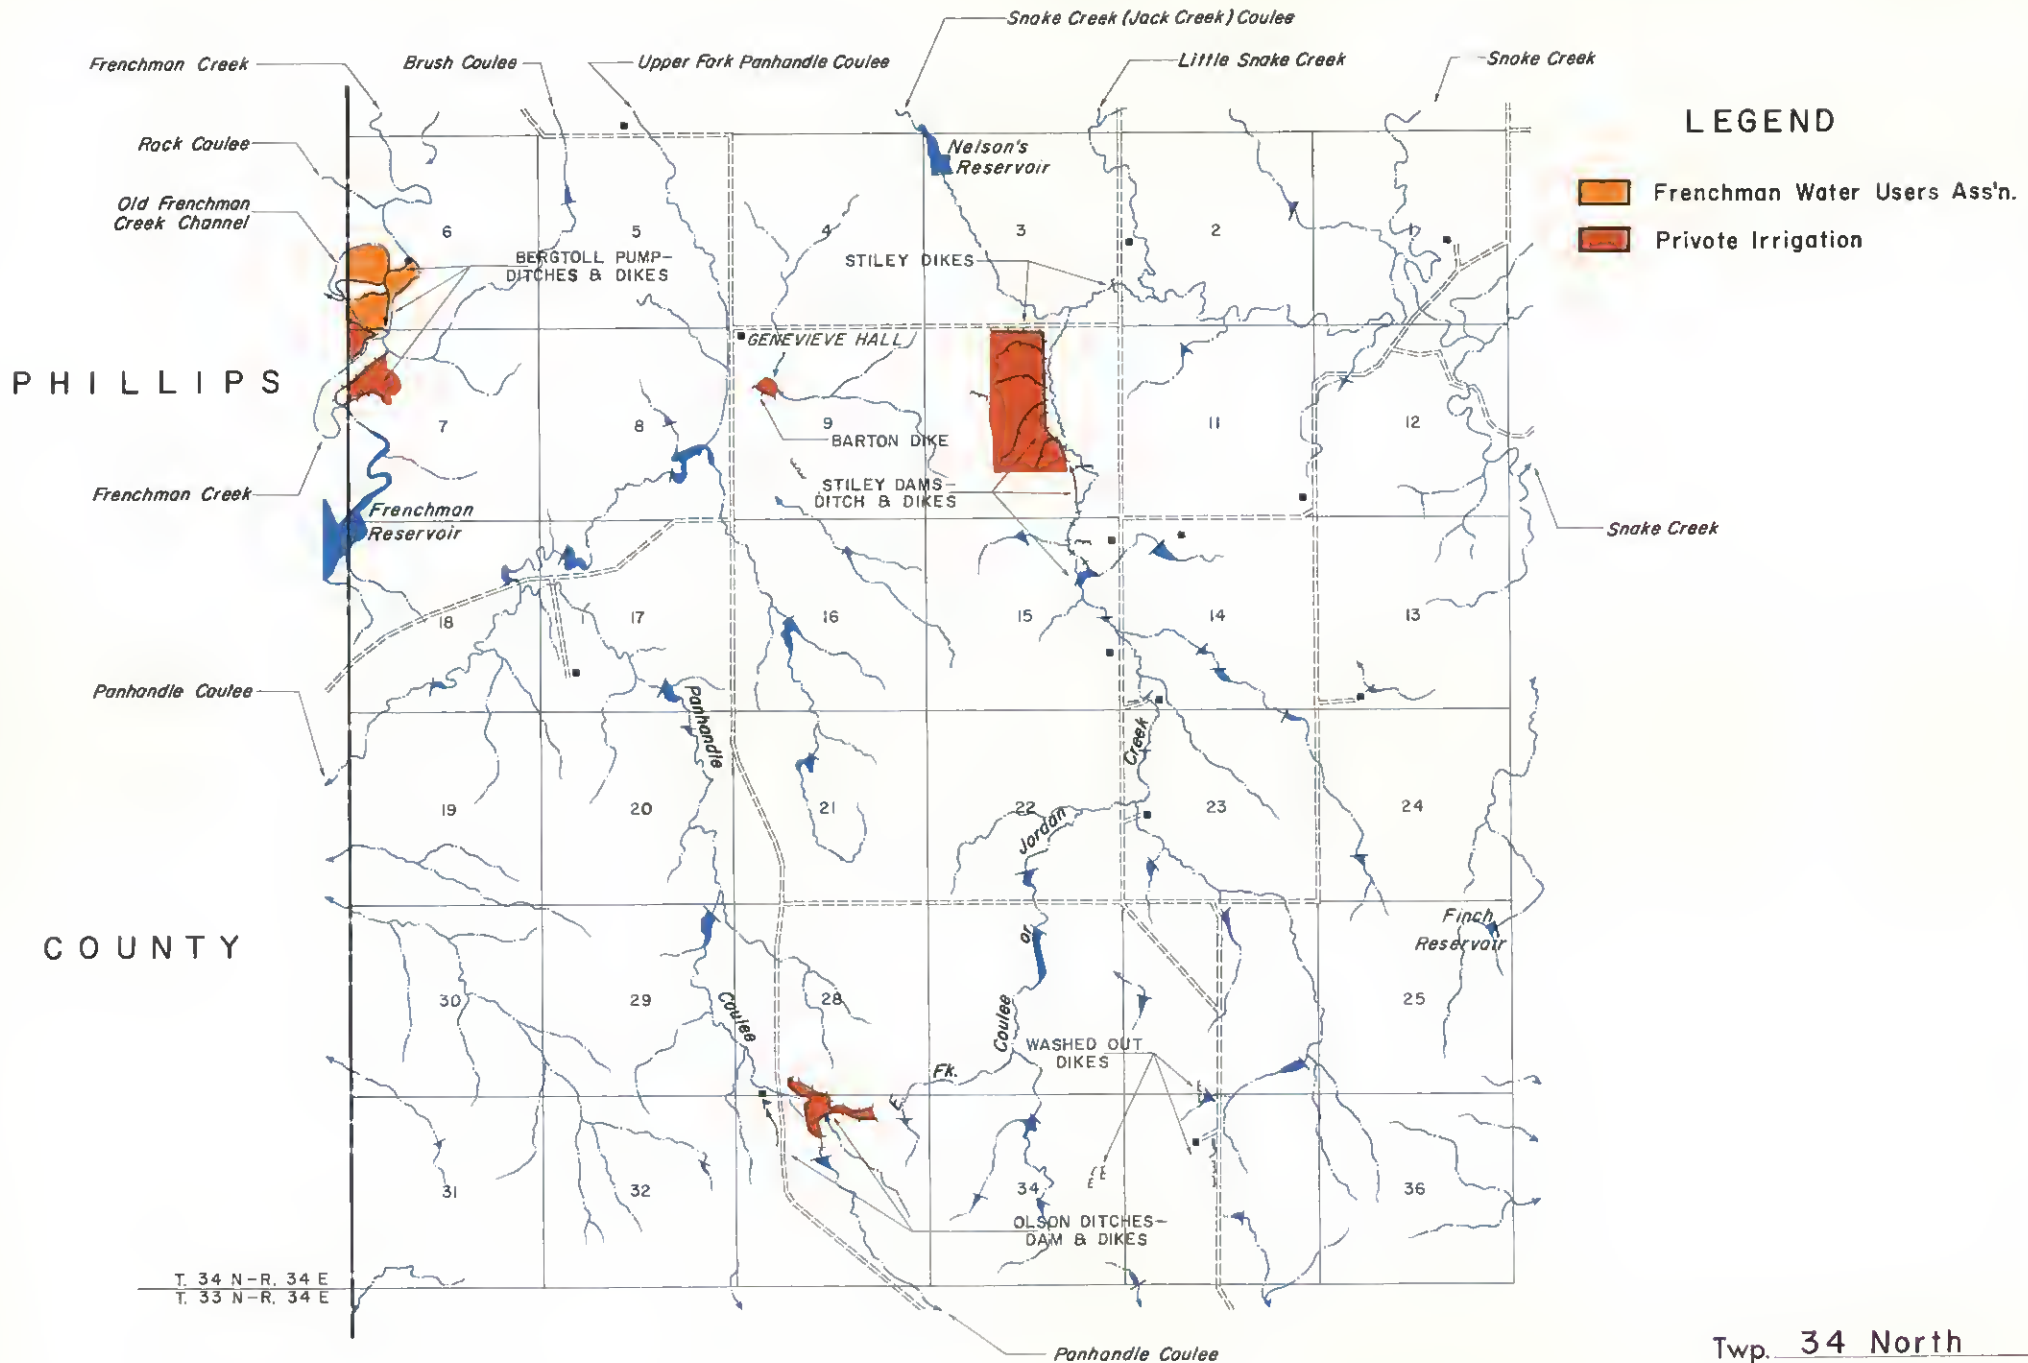 Snake Creek (Jack Creek) Coulee
Frenchman Creek
Brush Coulee
Upper Fork Panhandle Coulee
Little Snake Creek
Snake Creek
LEGEND
Rock Coulee
Nelson's
Reservoir
Frenchman Water Users Ass'n.
Old Frenchman
Creek Channel
Private Irrigation
6
5
4
3
2
1
BERGTOLL PUMP-
DITCHES & DIKES
STILEY DIKES
GENEVIEVE HALL
PHILLIPS
7
8
9
11
12
BARTON DIKE
STILEY DAMS-
DITCH & DIKES
Frenchman Creek
Frenchman
Reservoir
Snake Creek
18
17
16
15
14
13
Panhandle Coulee
Panhandle
Creek
19
20
21
22
23
24
Jordan
or
Finch
Reservoir
COUNTY
30
29
28
25
Coulee
Coulee
WASHED OUT
DIKES
Fk.
E.
31
32
34
36
OLSON DITCHES-
DAM & DIKES
T. 34 N-R. 34 E
T. 33 N-R. 34 E
Panhandle Coulee
Twp. 34 North